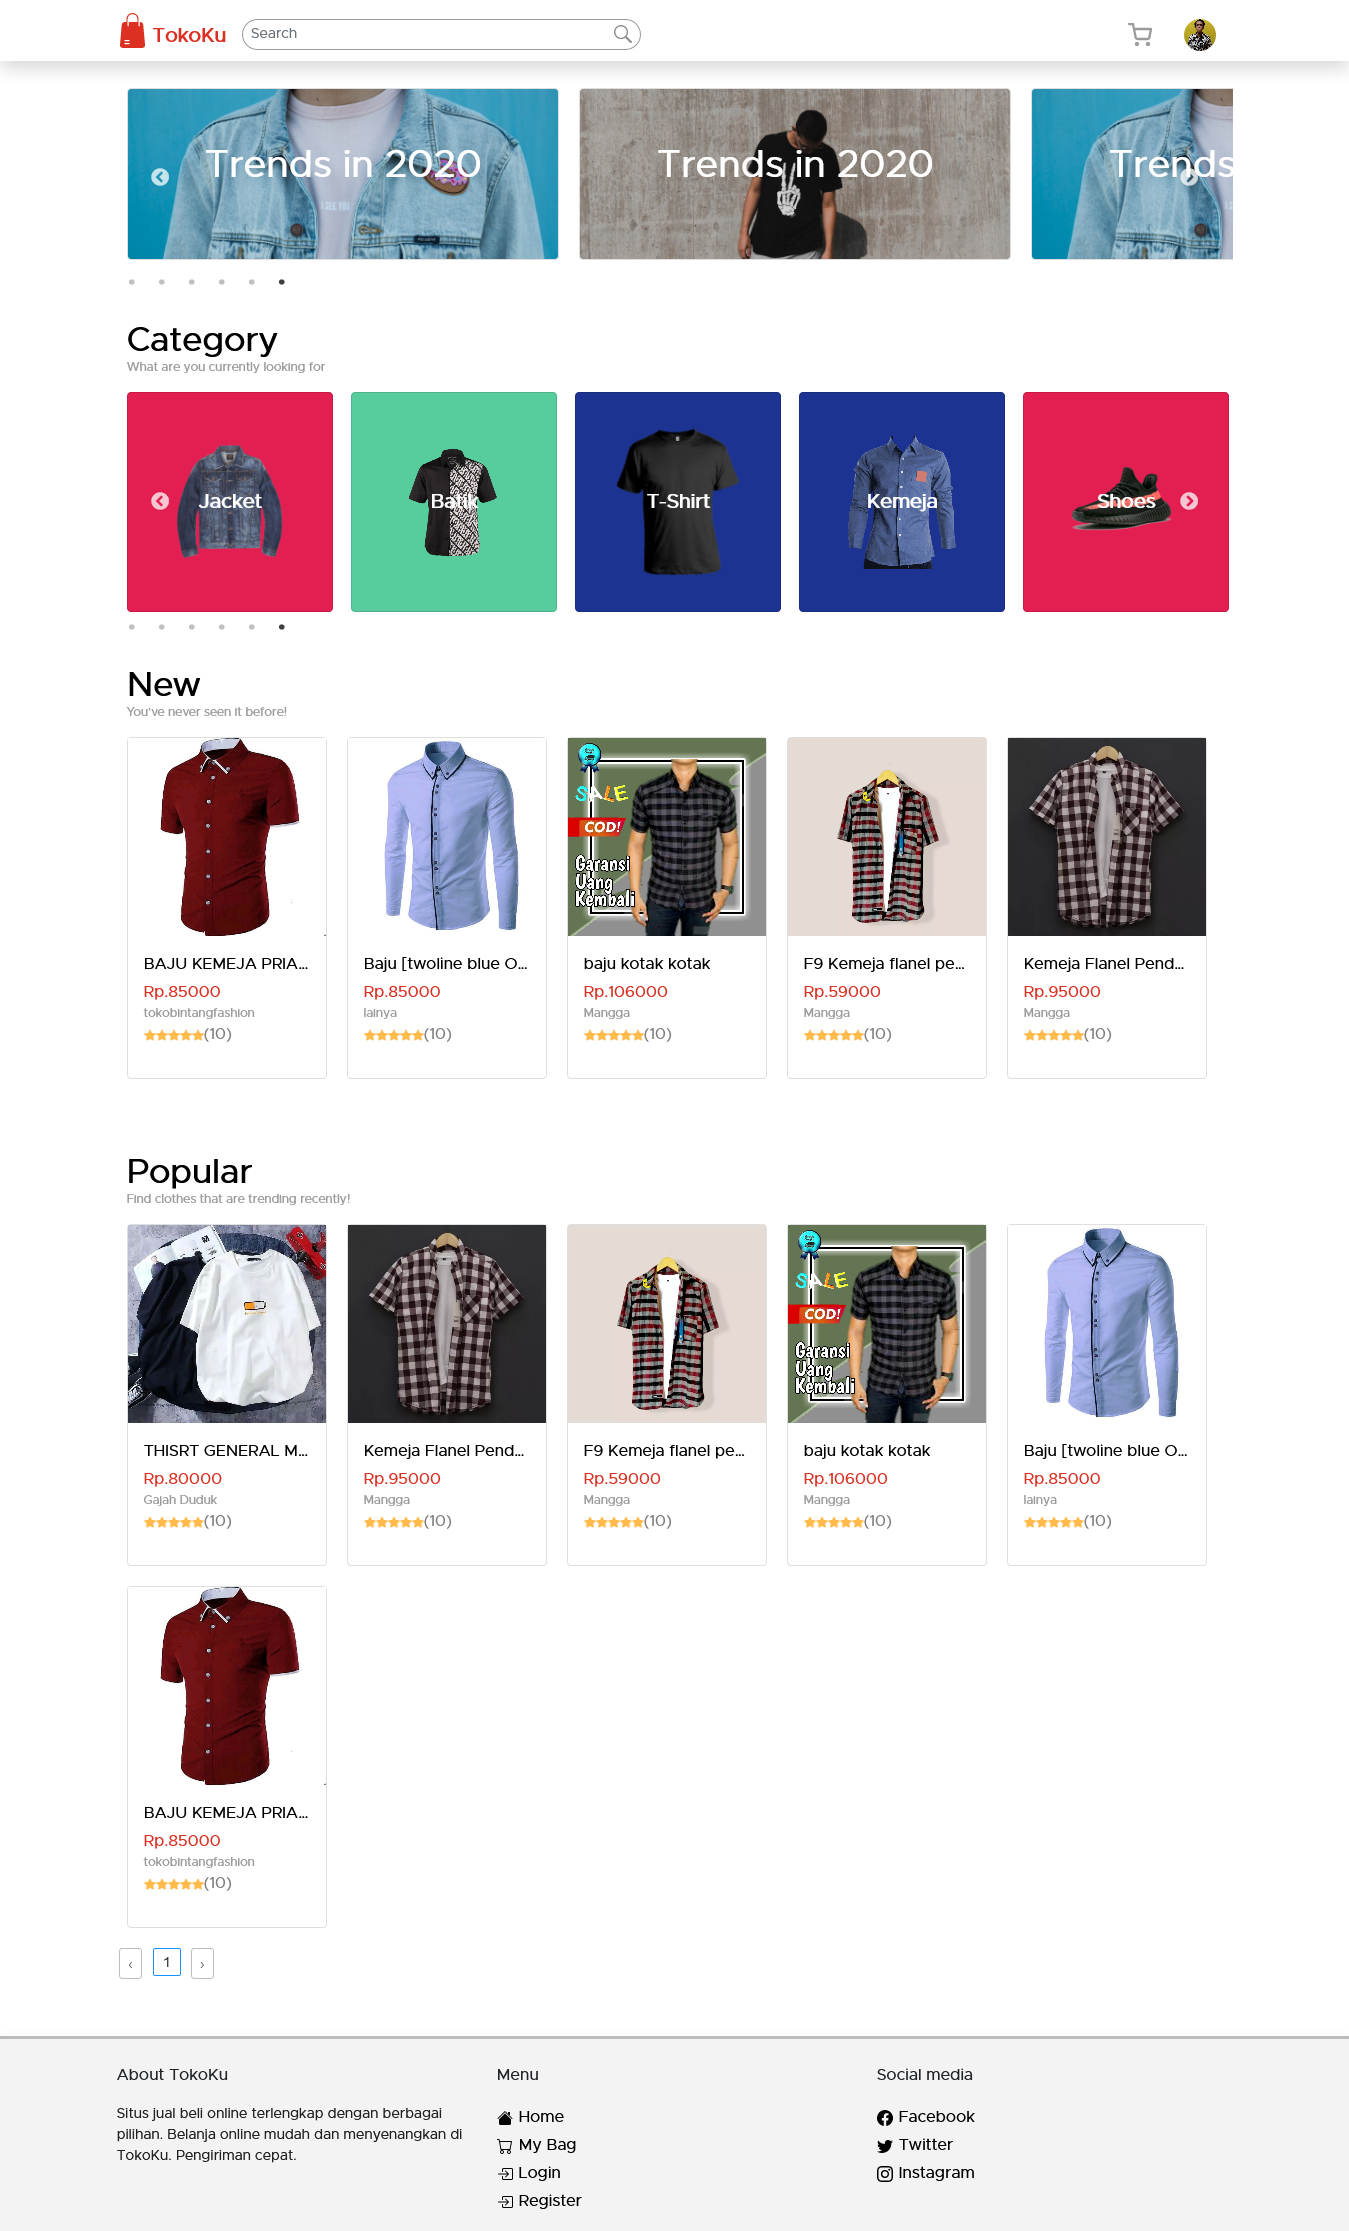 TokoKu
Search
Trends in 2020
Trends in 2020
Trends
Category
What are you currently looking for
Jacket
Batik
T-Shirt
Kemeja
Shoes
New
You've never seen it before!
SALE
COD!
Garansi
Uang
Kembali
BAJU KEMEJA PRIA...
Rp.85000
tokobintangfashion
(10)
Baju [twoline blue O...
Rp.85000
lainya
(10)
baju kotak kotak
Rp.106000
Mangga
(10)
F9 Kemeja flanel pe...
Rp.59000
Mangga
(10)
Kemeja Flanel Pend...
Rp.95000
Mangga
(10)
Popular
Find clothes that are trending recently!
SALE
COD!
Garansi
Uang
Kembali
THISRT GENERAL M...
Rp.80000
Gajah Duduk
(10)
Kemeja Flanel Pend...
Rp.95000
Mangga
(10)
F9 Kemeja flanel pe...
Rp.59000
Mangga
(10)
baju kotak kotak
Rp.106000
Mangga
(10)
Baju [twoline blue O...
Rp.85000
lainya
(10)
BAJU KEMEJA PRIA...
Rp.85000
tokobintangfashion
(10)
‹ 1 ›
About TokoKu
Situs jual beli online terlengkap dengan berbagai
pilihan. Belanja online mudah dan menyenangkan di
TokoKu. Pengiriman cepat.
Menu
Home
My Bag
Login
Register
Social media
Facebook
Twitter
Instagram